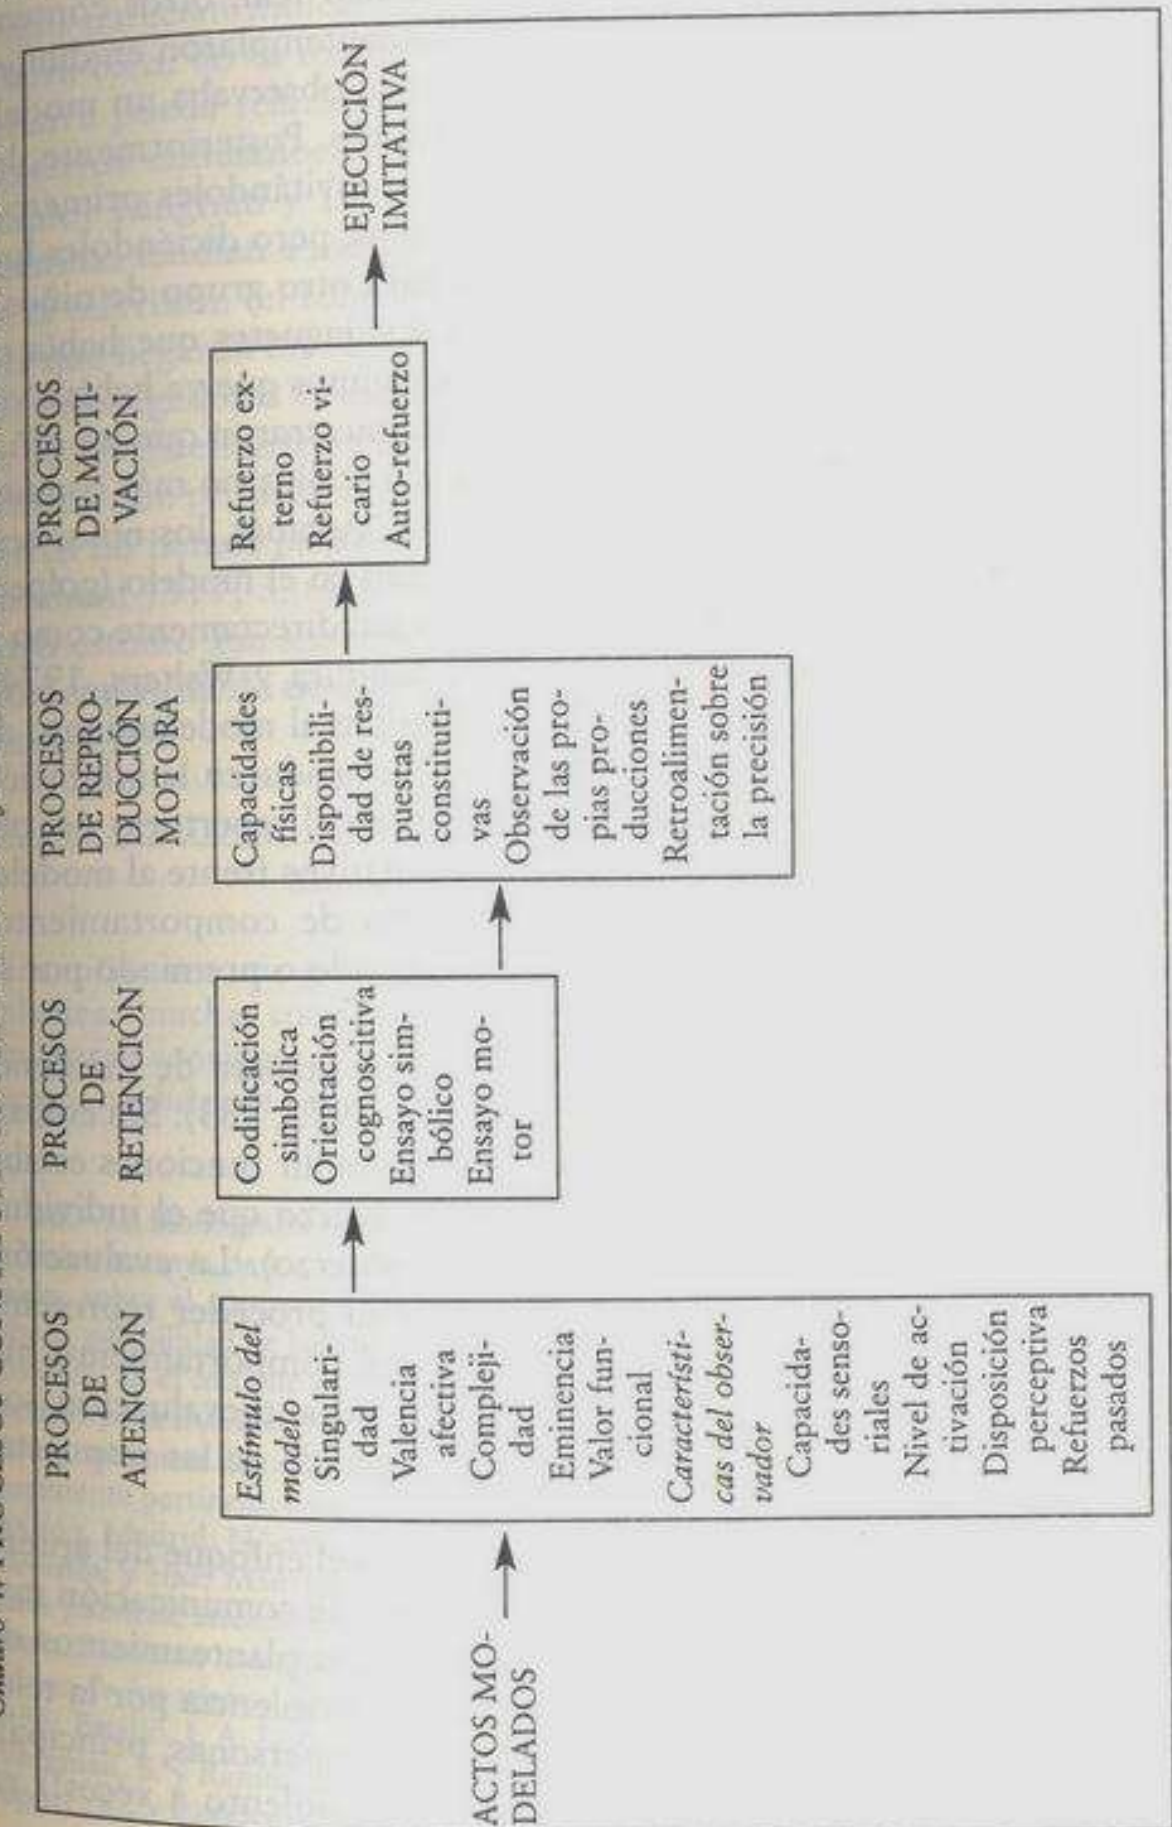 PROCESOS
DE
ATENCIÓN
PROCESOS
DE
RETENCIÓN
PROCESOS
DE REPRO-
DUCCIÓN
MOTORA
PROCESOS
DE MOTI-
VACIÓN
ACTOS MO-
DELADOS
Estímulo del
modelo
Singulari-
dad
Valencia
afectiva
Compleji-
dad
Eminencia
Valor fun-
cional
Característi-
cas del obser-
vador
Capacida-
des senso-
riales
Nivel de ac-
tivación
Disposición
perceptiva
Refuerzos
pasados
Codificación
simbólica
Orientación
cognoscitiva
Ensayo sim-
bólico
Ensayo mo-
tor
Capacidades
físicas
Disponibili-
dad de res-
puestas
constituti-
vas
Observación
de las pro-
pias pro-
ducciones
Retroalimen-
tación sobre
la precisión
Refuerzo ex-
terno
Refuerzo vi-
cario
Auto-refuerzo
EJECUCIÓN
IMITATIVA